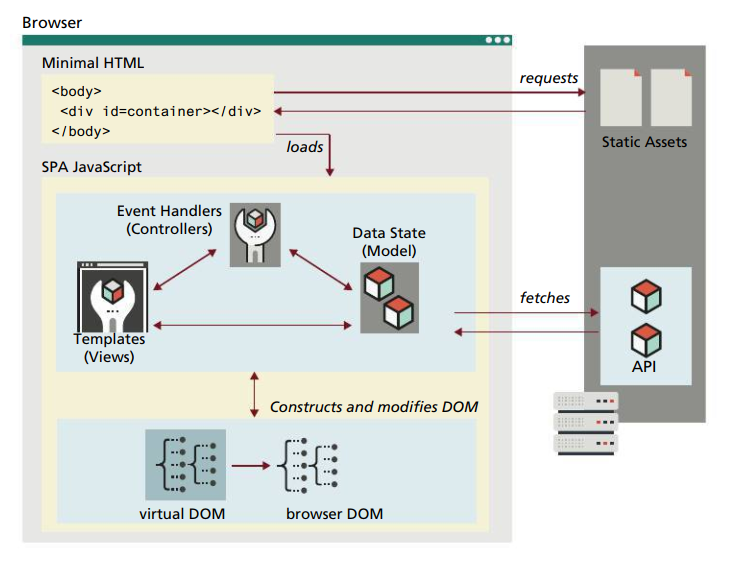 Browser
Minimal HTML
<body>
<div id=container></div>
</body>
requests
Static Assets
loads
SPA JavaScript
Event Handlers
(Controllers)
Data State
(Model)
Templates
(Views)
fetches
API
Constructs and modifies DOM
virtual DOM
browser DOM